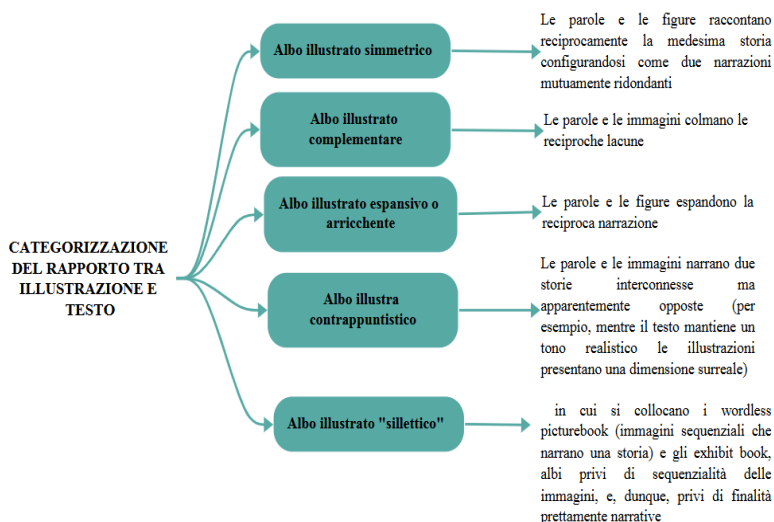 CATEGORIZZAZIONE
DEL RAPPORTO TRA
ILLUSTRAZIONE E
TESTO
Albo illustrato simmetrico
Le parole e le figure raccontano
reciprocamente la medesima storia
configurandosi come due narrazioni
mutuamente ridondanti
Albo illustrato
complementare
Le parole e le immagini colmano le
reciproche lacune
Albo illustrato espansivo o
arricchente
Le parole e le figure espandono la
reciproca narrazione
Albo illustra
contrappuntistico
Le parole e le immagini narrano due
storie interconnesse ma
apparentemente opposte (per
esempio, mentre il testo mantiene un
tono realistico le illustrazioni
presentano una dimensione surreale)
Albo illustrato "sillettico"
in cui si collocano i wordless
picturebook (immagini sequenziali che
narrano una storia) e gli exhibit book,
albi privi di sequenzialità delle
immagini, e, dunque, privi di finalità
prettamente narrative